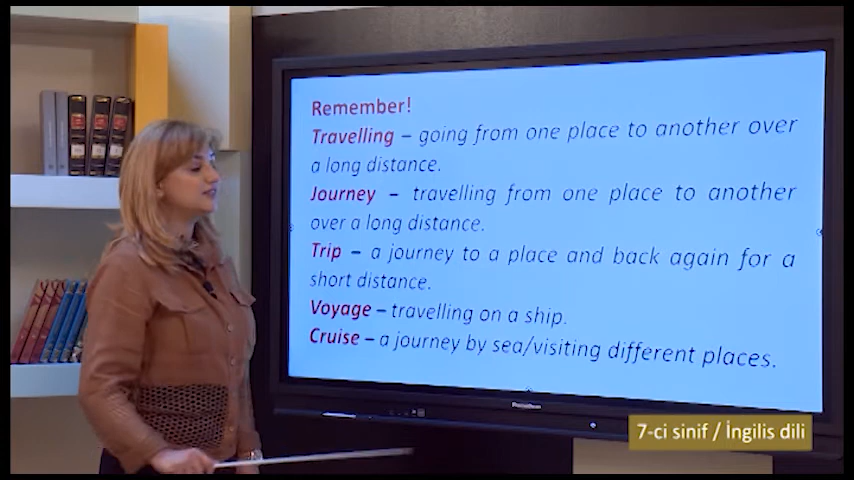 Remember!
Travelling – going from one place to another over
a long distance.
Journey – travelling from one place to another
over a long distance.
Trip – a journey to a place and back again for a
short distance.
Voyage – travelling on a ship.
Cruise – a journey by sea/visiting different places.
7-ci sinif / İngilis dili